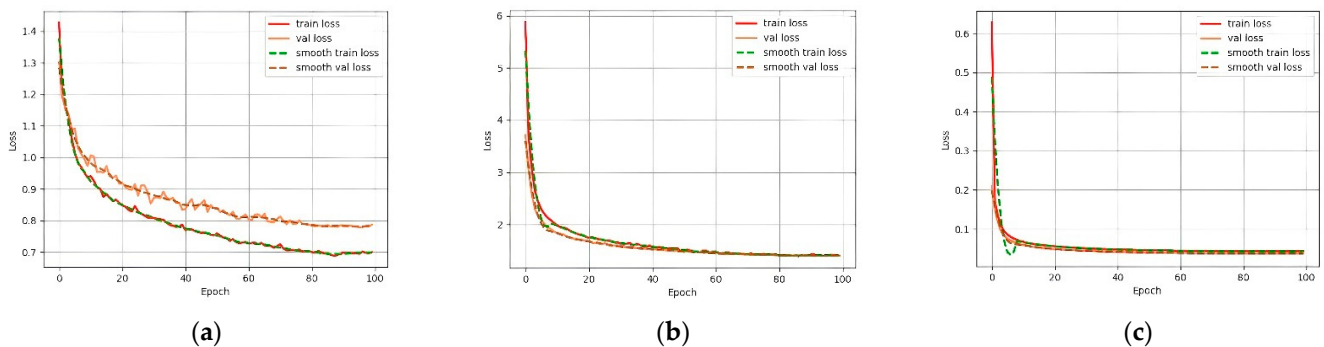 1.4
1.3
1.2
1.1
1.0
0.9
0.8
0.7
Loss
0 20 40 60 80 100
Epoch
train loss
val loss
smooth train loss
smooth val loss
(a)
6
5
4
3
2
Loss
0 20 40 60 80 100
Epoch
train loss
val loss
smooth train loss
smooth val loss
(b)
0.6
0.5
0.4
0.3
0.2
0.1
Loss
0 20 40 60 80 100
Epoch
train loss
val loss
smooth train loss
smooth val loss
(c)